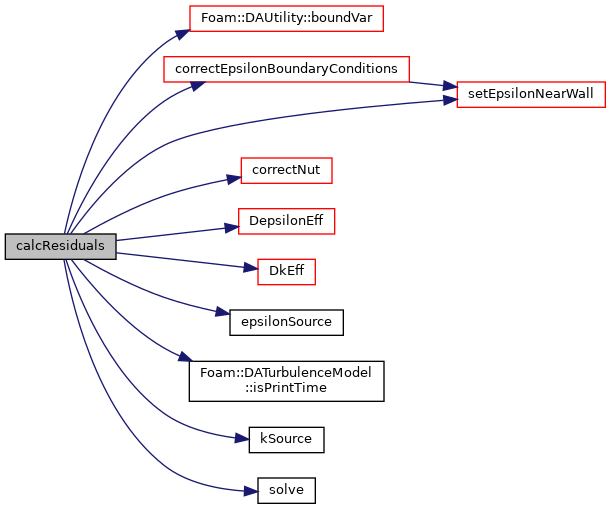 Foam::DAUtility::boundVar
correctEpsilonBoundaryConditions
setEpsilonNearWall
correctNut
DepsilonEff
calcResiduals
DkEff
epsilonSource
Foam::DATurbulenceModel
::isPrintTime
kSource
solve